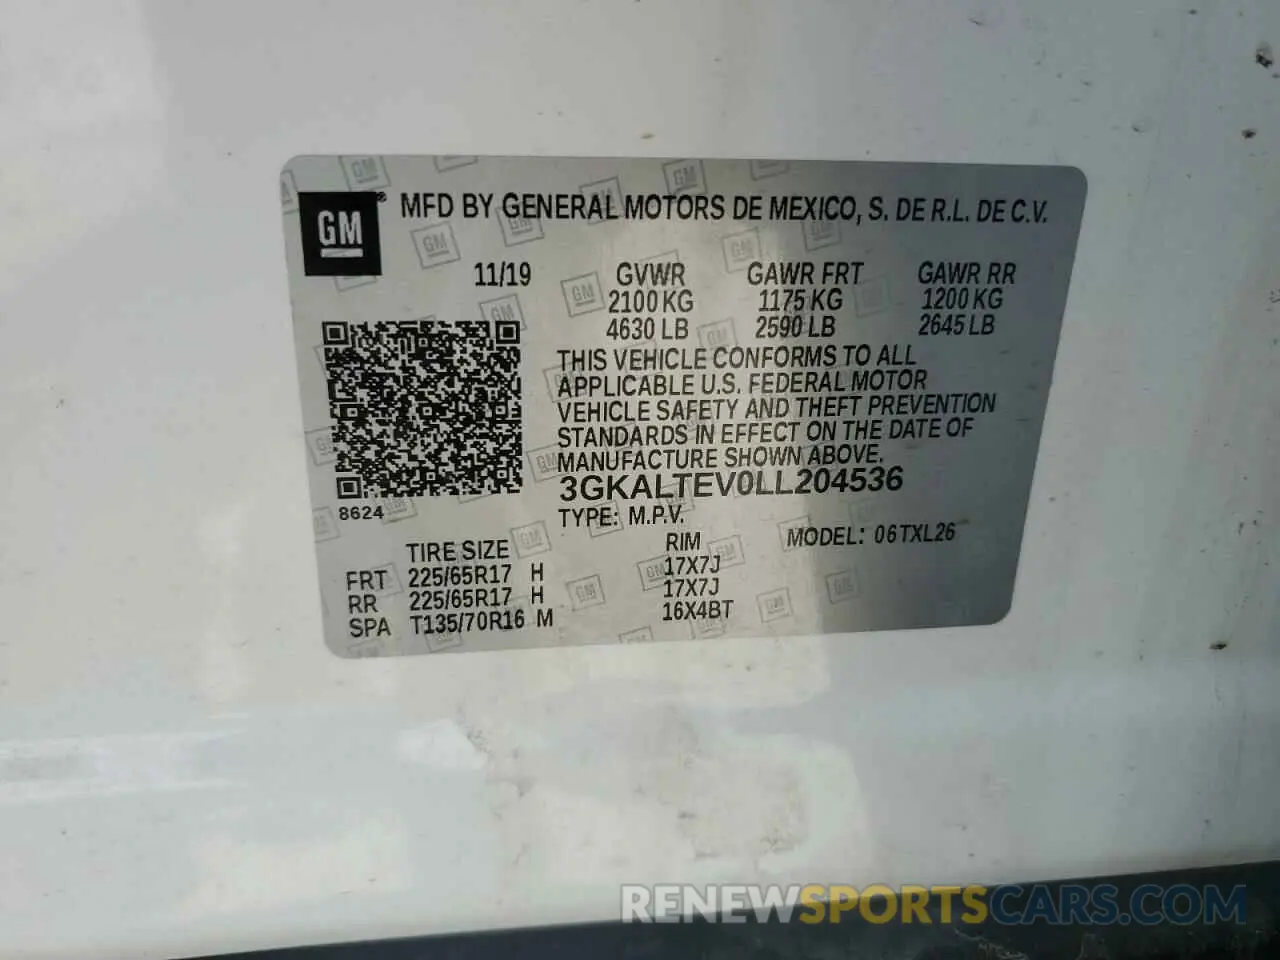 GM® MFD BY GENERAL MOTORS DE MEXICO, S. DE R.L. DE C.V.
11/19 GVWR GAWR FRT GAWR RR
2100 KG 1175 KG 1200 KG
4630 LB 2590 LB 2645 LB
THIS VEHICLE CONFORMS TO ALL
APPLICABLE U.S. FEDERAL MOTOR
VEHICLE SAFETY AND THEFT PREVENTION
STANDARDS IN EFFECT ON THE DATE OF
MANUFACTURE SHOWN ABOVE.
3GKALTEV0LL204536
8624
TYPE: M.P.V.
MODEL: 06TXL26
TIRE SIZE RIM
FRT 225/65R17 H 17X7J
RR 225/65R17 H 17X7J
SPA T135/70R16 M 16X4BT
RENEWSPORTSCARS.COM